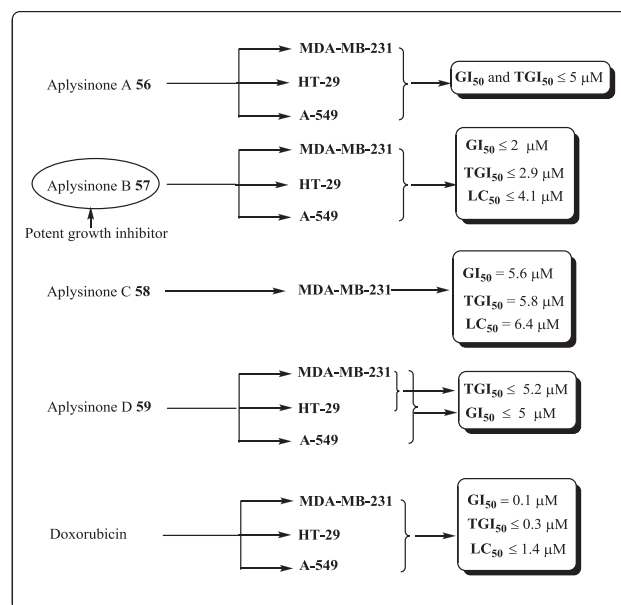 MDA-MB-231
Aplysinone A 56
HT-29
GI50 and TGI50 ≤ 5 μM
A-549
MDA-MB-231
Aplysinone B 57
HT-29
A-549
GI50 ≤ 2 μM
TGI50 ≤ 2.9 μM
LC50 ≤ 4.1 μM
Potent growth inhibitor
Aplysinone C 58
MDA-MB-231
GI50 = 5.6 μM
TGI50 = 5.8 μM
LC50 = 6.4 μM
MDA-MB-231
Aplysinone D 59
HT-29
A-549
TGI50 ≤ 5.2 μM
GI50 ≤ 5 μM
MDA-MB-231
Doxorubicin
HT-29
A-549
GI50 = 0.1 μM
TGI50 ≤ 0.3 μM
LC50 ≤ 1.4 μM